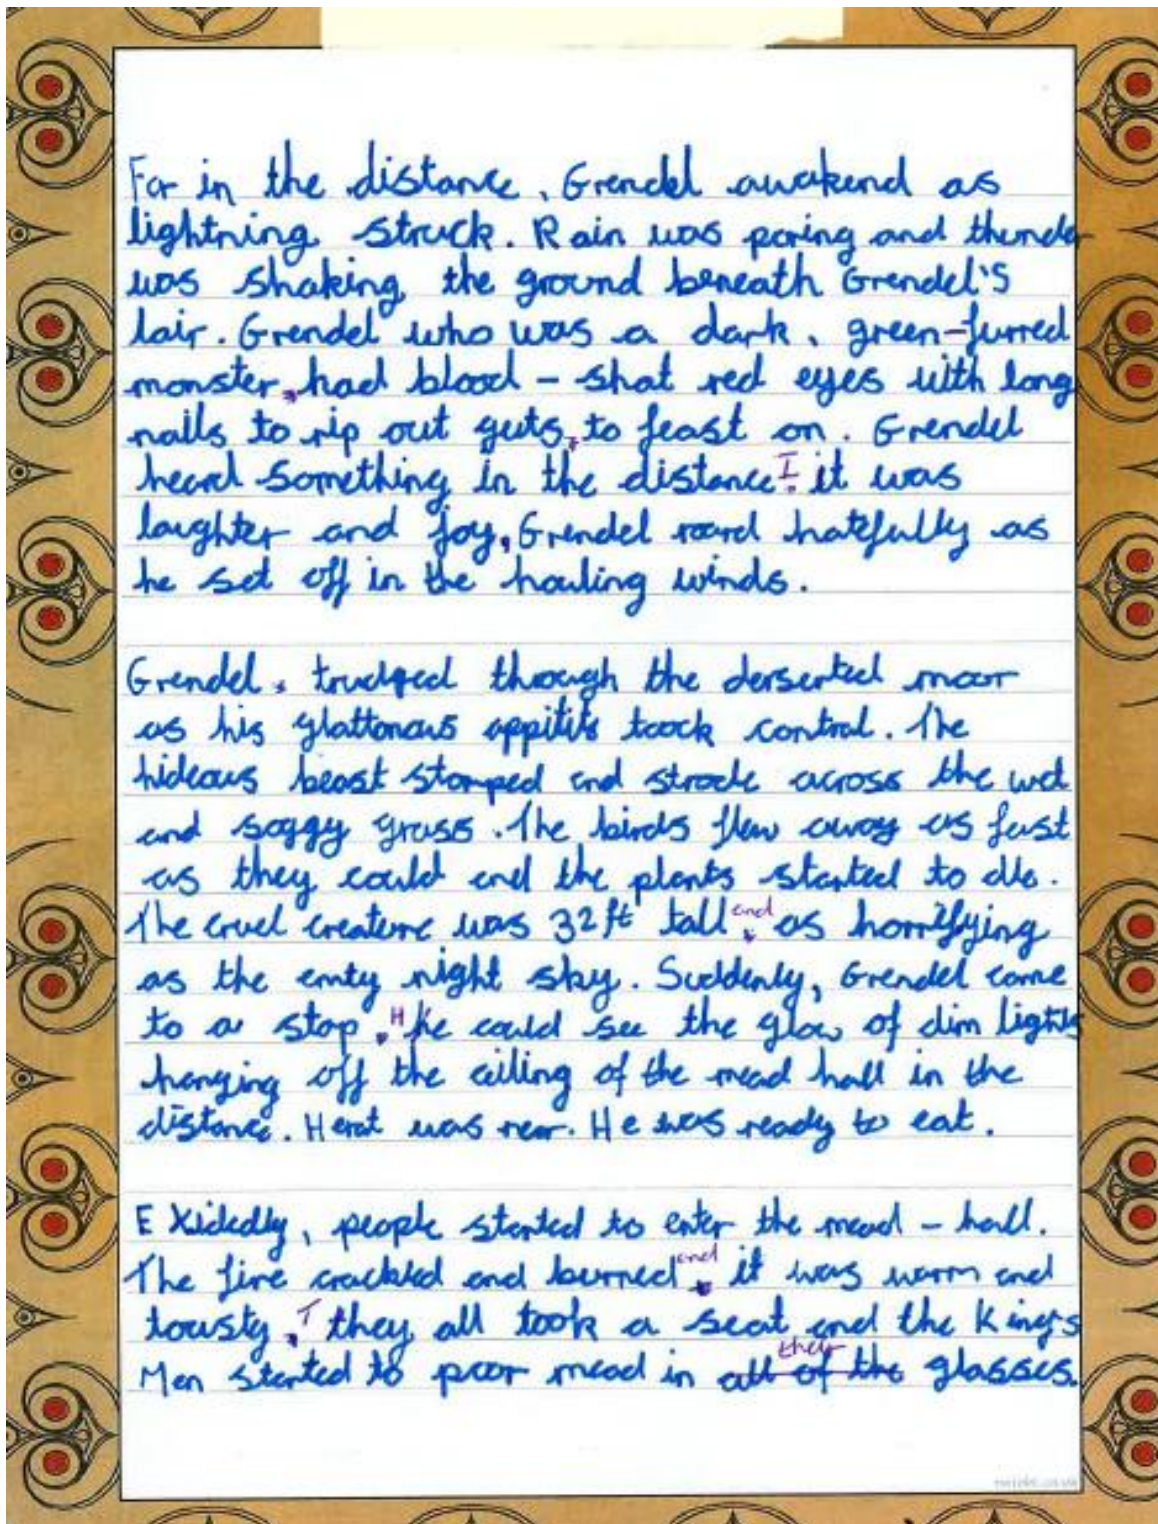 Far in the distance, Grendel awakend as
lightning struck. Rain was poring and thunder
was shaking the ground beneath Grendel's
lair. Grendel who was a dark, green-furred
monster, had blood-shot red eyes with long
nails to rip out guts, to feast on. Grendel
heard something in the distance. It was
laughter and joy, Grendel roard hatefully as
he set off in the howling winds.
Grendel, trudged through the derserted moor
as his gluttonous appitite toock control. The
hideous beast stomped and strode across the wet
and soggy grass. The birds flew away as fast
as they could and the plants started to die.
The cruel creature was 32ft tall, and as horrifying
as the emty night sky. Suddenly, Grendel came
to a stop. He could see the glow of dim lights
hanging off the ceiling of the mead hall in the
distance. Herot was near. He was ready to eat.
Exidedly, people started to enter the mead-hall.
The fire crackled and burned, and it was warm and
towsty. They all took a seat and the King's
Men started to poor mead in all of the their glasses.